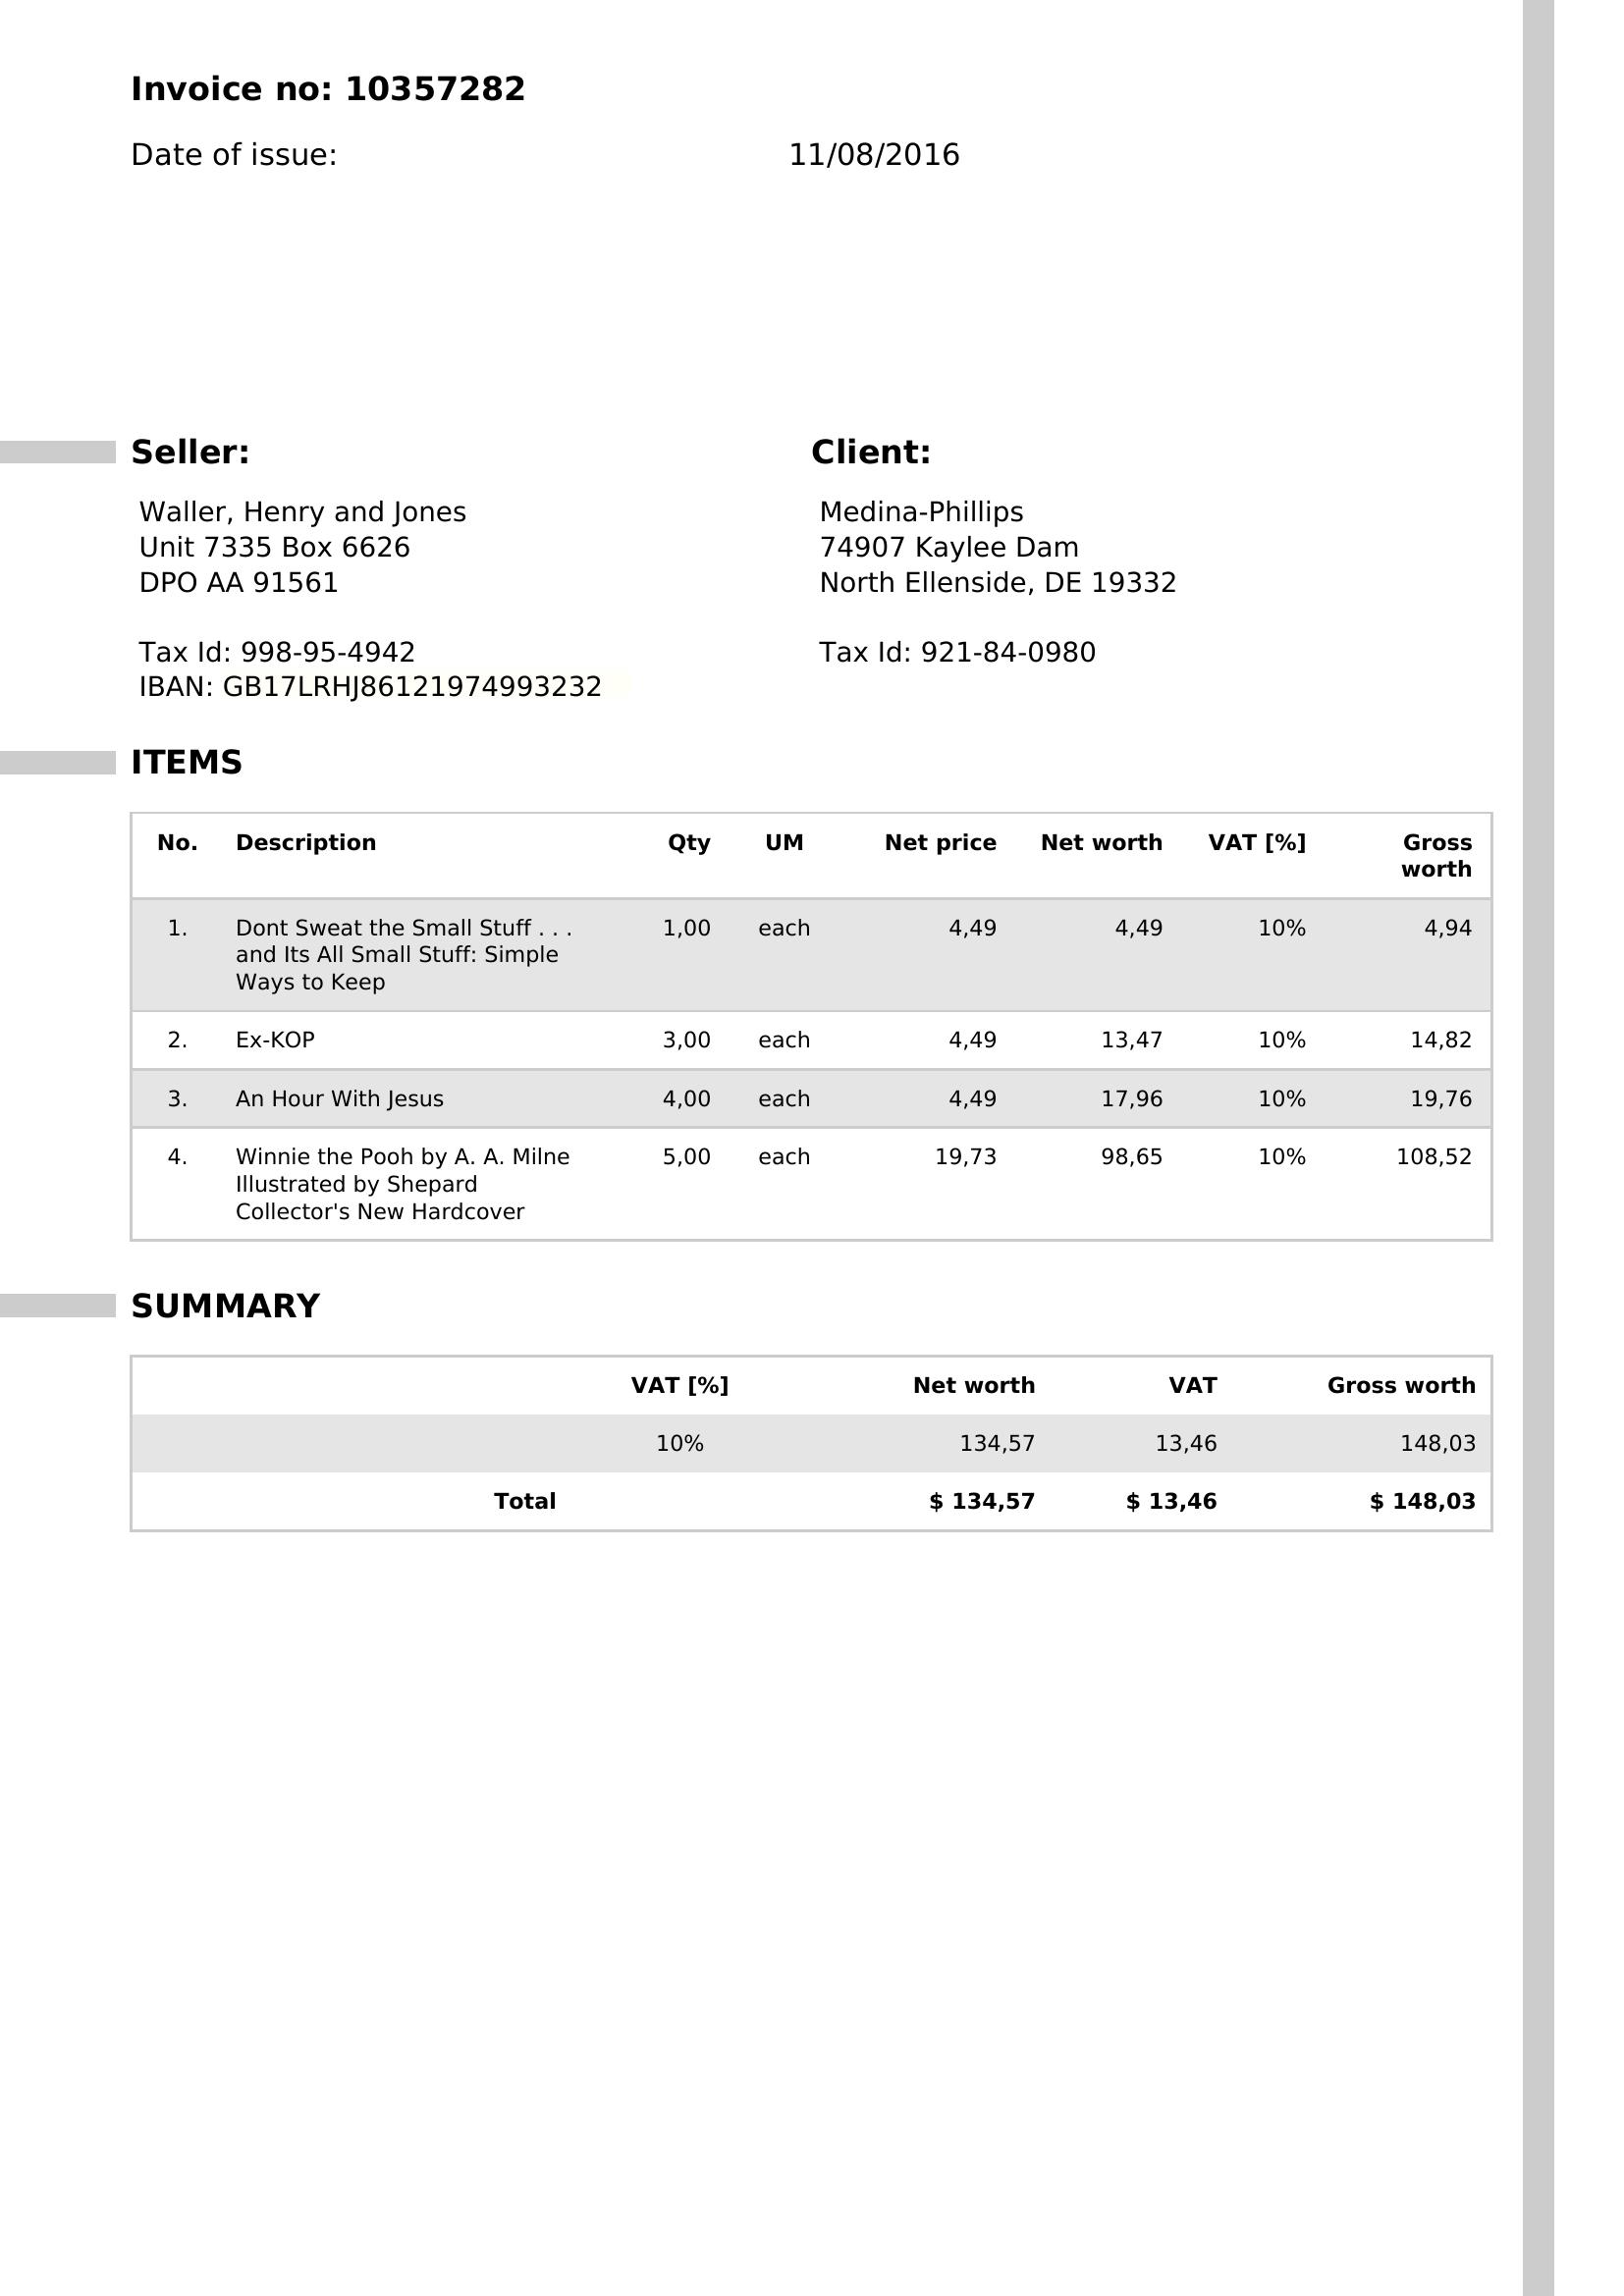 Invoice no: 10357282
Date of issue: 11/08/2016
Seller:
Waller, Henry and Jones
Unit 7335 Box 6626
DPO AA 91561
Tax Id: 998-95-4942
IBAN: GB17LRHJ86121974993232
Client:
Medina-Phillips
74907 Kaylee Dam
North Ellenside, DE 19332
Tax Id: 921-84-0980
ITEMS
No. Description Qty UM Net price Net worth VAT [%] Gross
worth
1. Dont Sweat the Small Stuff . . . 1,00 each 4,49 4,49 10% 4,94
and Its All Small Stuff: Simple
Ways to Keep
2. Ex-KOP 3,00 each 4,49 13,47 10% 14,82
3. An Hour With Jesus 4,00 each 4,49 17,96 10% 19,76
4. Winnie the Pooh by A. A. Milne 5,00 each 19,73 98,65 10% 108,52
Illustrated by Shepard
Collector's New Hardcover
SUMMARY
VAT [%] Net worth VAT Gross worth
10% 134,57 13,46 148,03
Total $ 134,57 $ 13,46 $ 148,03